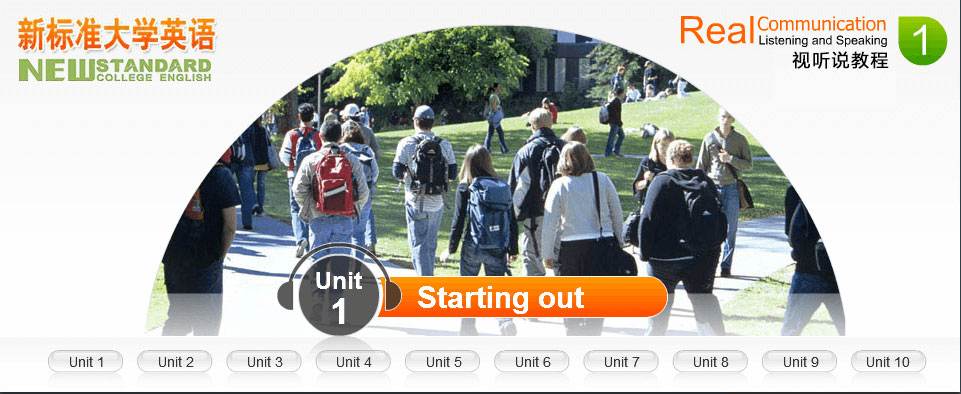 新标准大学英语
NEW STANDARD
COLLEGE ENGLISH
Real Communication
Listening and Speaking
视听说教程
1
Unit
1
Starting out
Unit 1
Unit 2
Unit 3
Unit 4
Unit 5
Unit 6
Unit 7
Unit 8
Unit 9
Unit 10